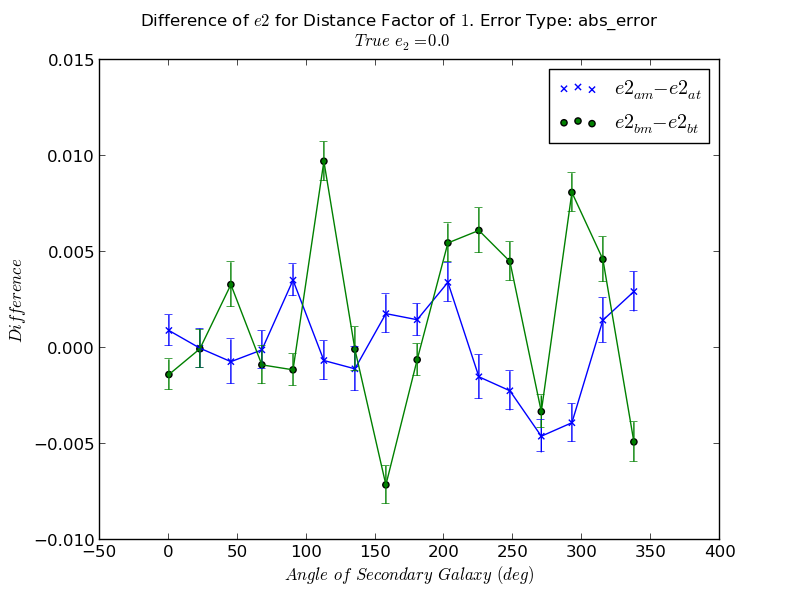 Difference of e2 for Distance Factor of 1. Error Type: abs_error
True e₂ =0.0
0.015
0.010
0.005
0.000
−0.005
−0.010
−50
0
50
100
150
200
250
300
350
400
Difference
Angle of Secondary Galaxy (deg)
e2ₐₘ−e2ₐₜ
e2_bm−e2_bt